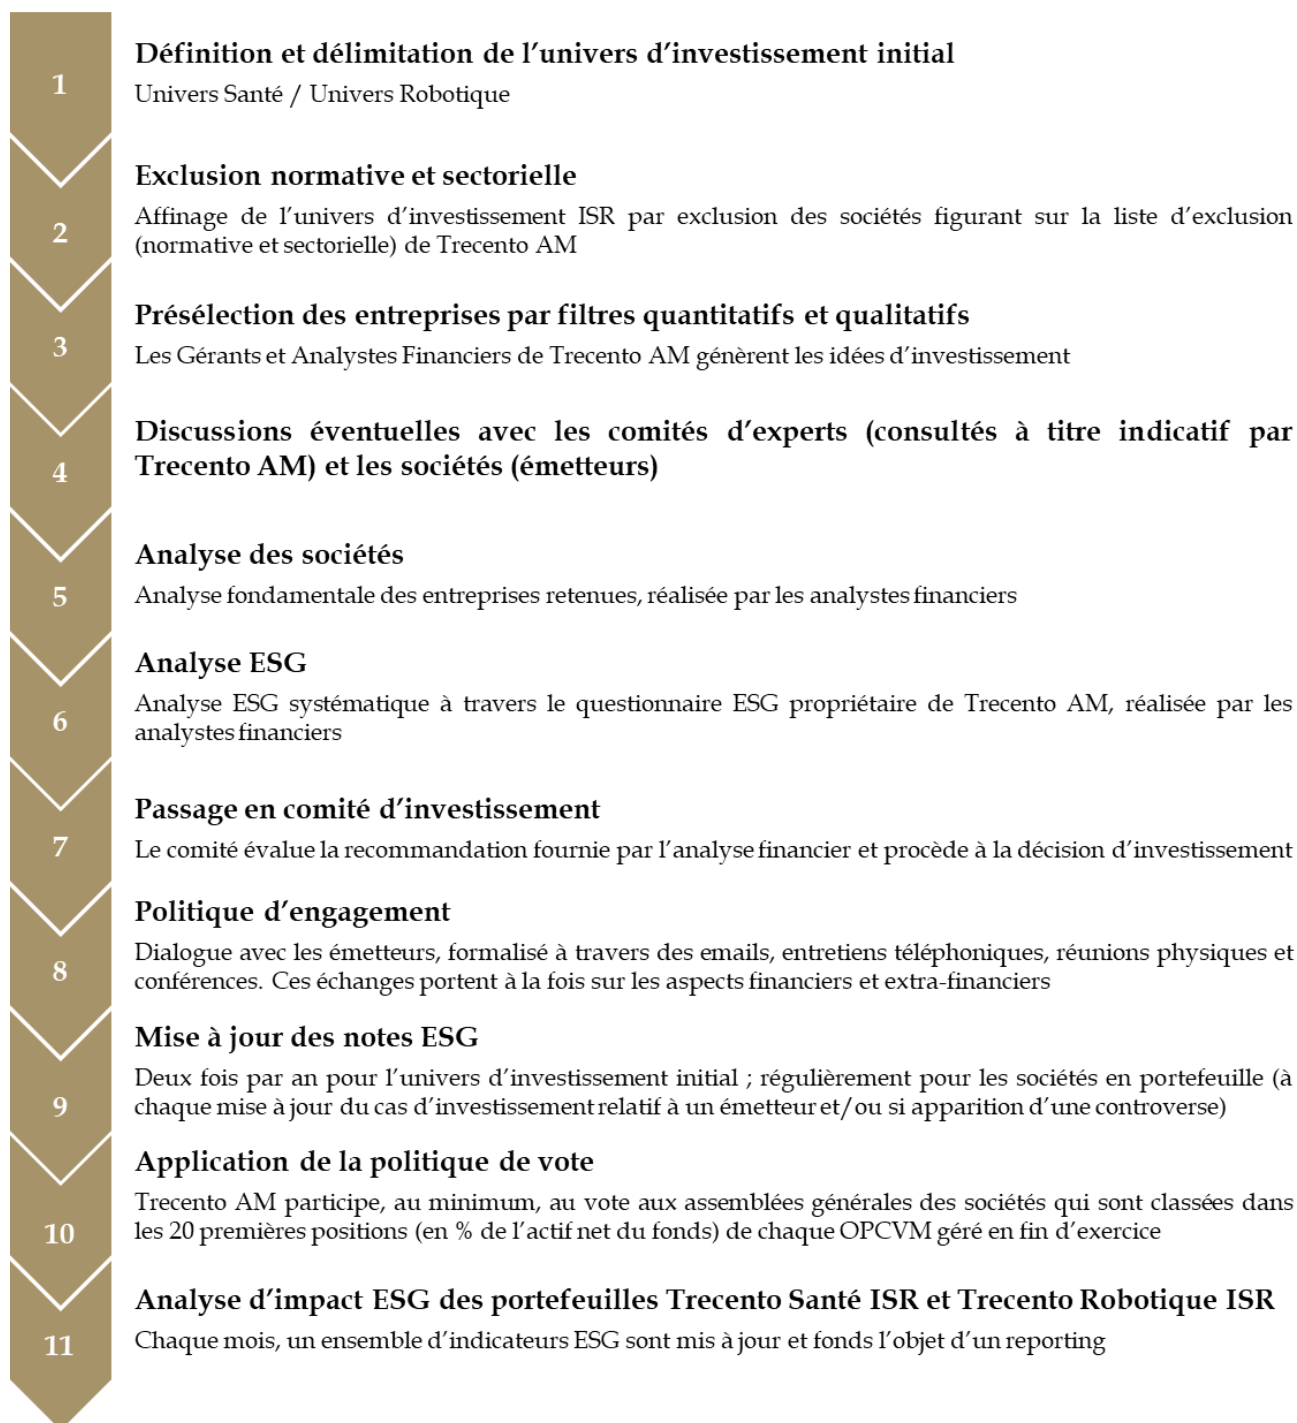 1
Définition et délimitation de l’univers d’investissement initial
Univers Santé / Univers Robotique
2
Exclusion normative et sectorielle
Affinage de l’univers d’investissement ISR par exclusion des sociétés figurant sur la liste d’exclusion
(normative et sectorielle) de Trecento AM
3
Présélection des entreprises par filtres quantitatifs et qualitatifs
Les Gérants et Analystes Financiers de Trecento AM génèrent les idées d’investissement
4
Discussions éventuelles avec les comités d’experts (consultés à titre indicatif par
Trecento AM) et les sociétés (émetteurs)
5
Analyse des sociétés
Analyse fondamentale des entreprises retenues, réalisée par les analystes financiers
6
Analyse ESG
Analyse ESG systématique à travers le questionnaire ESG propriétaire de Trecento AM, réalisée par les
analystes financiers
7
Passage en comité d’investissement
Le comité évalue la recommandation fournie par l’analyse financier et procède à la décision d’investissement
8
Politique d’engagement
Dialogue avec les émetteurs, formalisé à travers des emails, entretiens téléphoniques, réunions physiques et
conférences. Ces échanges portent à la fois sur les aspects financiers et extra-financiers
9
Mise à jour des notes ESG
Deux fois par an pour l’univers d’investissement initial ; régulièrement pour les sociétés en portefeuille (à
chaque mise à jour du cas d’investissement relatif à un émetteur et/ou si apparition d’une controverse)
10
Application de la politique de vote
Trecento AM participe, au minimum, au vote aux assemblées générales des sociétés qui sont classées dans
les 20 premières positions (en % de l’actif net du fonds) de chaque OPCVM géré en fin d’exercice
11
Analyse d’impact ESG des portefeuilles Trecento Santé ISR et Trecento Robotique ISR
Chaque mois, un ensemble d’indicateurs ESG sont mis à jour et fonds l’objet d’un reporting